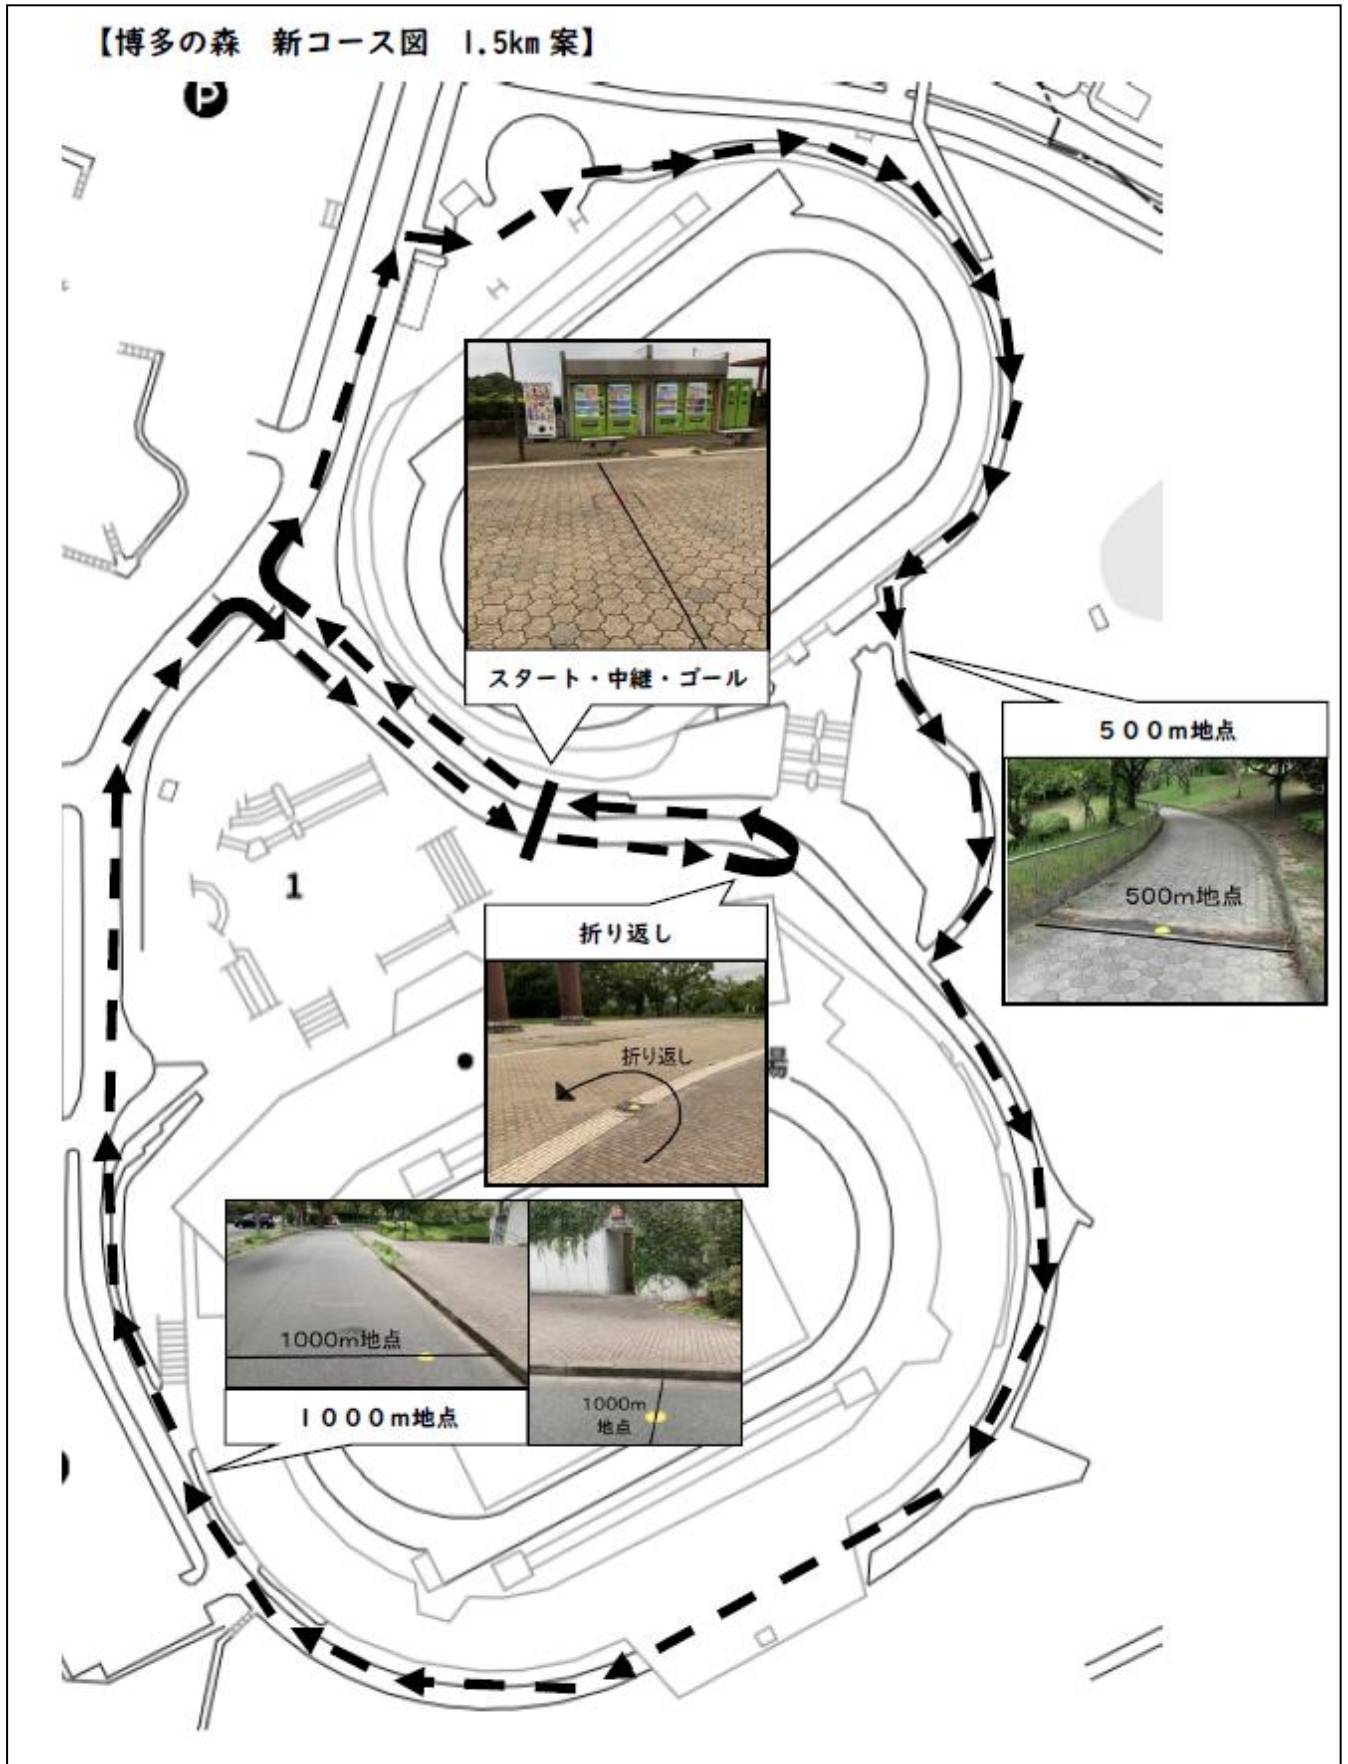 【博多の森　新コース図　1.5km 案】
P
スタート・中継・ゴール
500m地点
500m地点
1
折り返し
折り返し
場
1000m地点
1000m地点
1000m
地点